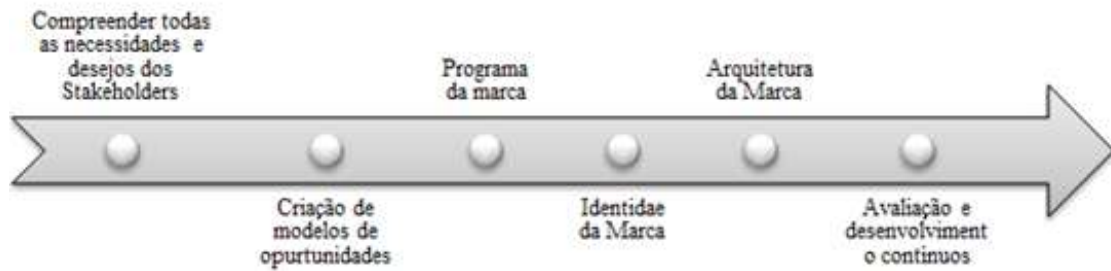 Compreender todas
as necessidades e
desejos dos
Stakeholders
Criação de
modelos de
opurtunidades
Programa
da marca
Identidae
da Marca
Arquitetura
da Marca
Avaliação e
desenvolviment
o continuos